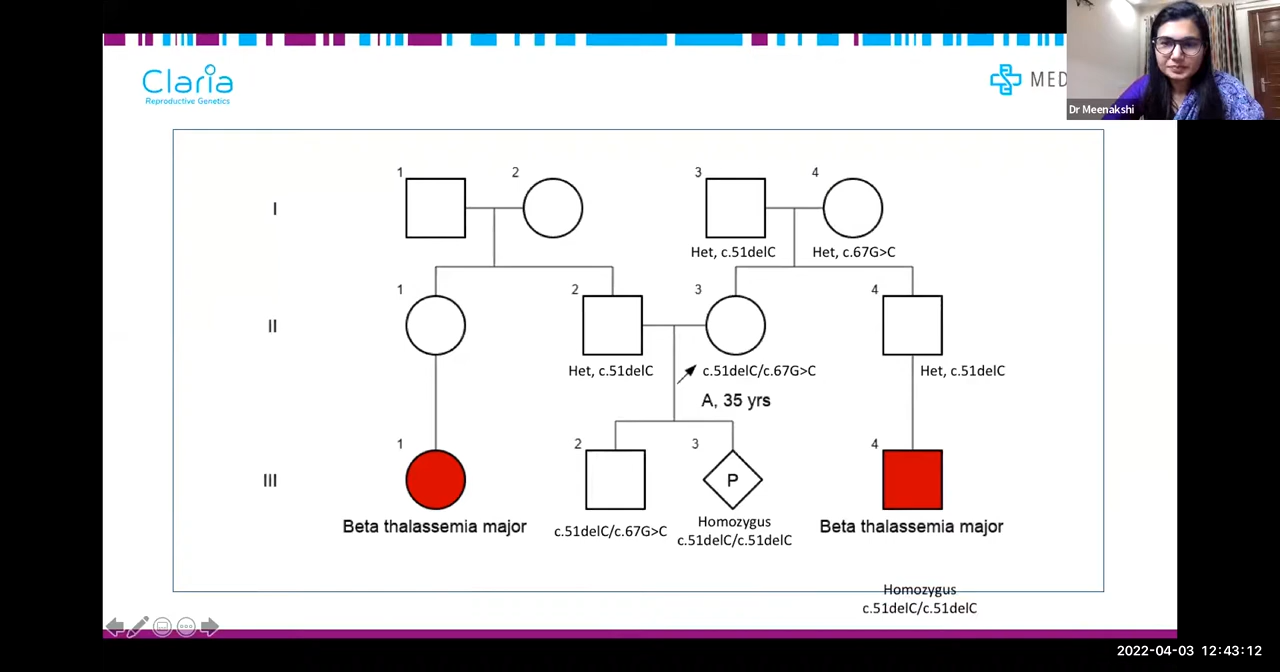 Claria
Reproductive Genetics
MED
Dr Meenakshi
1 2 3 4
I
Het, c.51delC Het, c.67G>C
1 2 3 4
II
Het, c.51delC c.51delC/c.67G>C Het, c.51delC
A, 35 yrs
1 2 3 4
III
P
Beta thalassemia major c.51delC/c.67G>C Homozygus Beta thalassemia major
c.51delC/c.51delC
Homozygus
c.51delC/c.51delC
2022-04-03 12:43:12